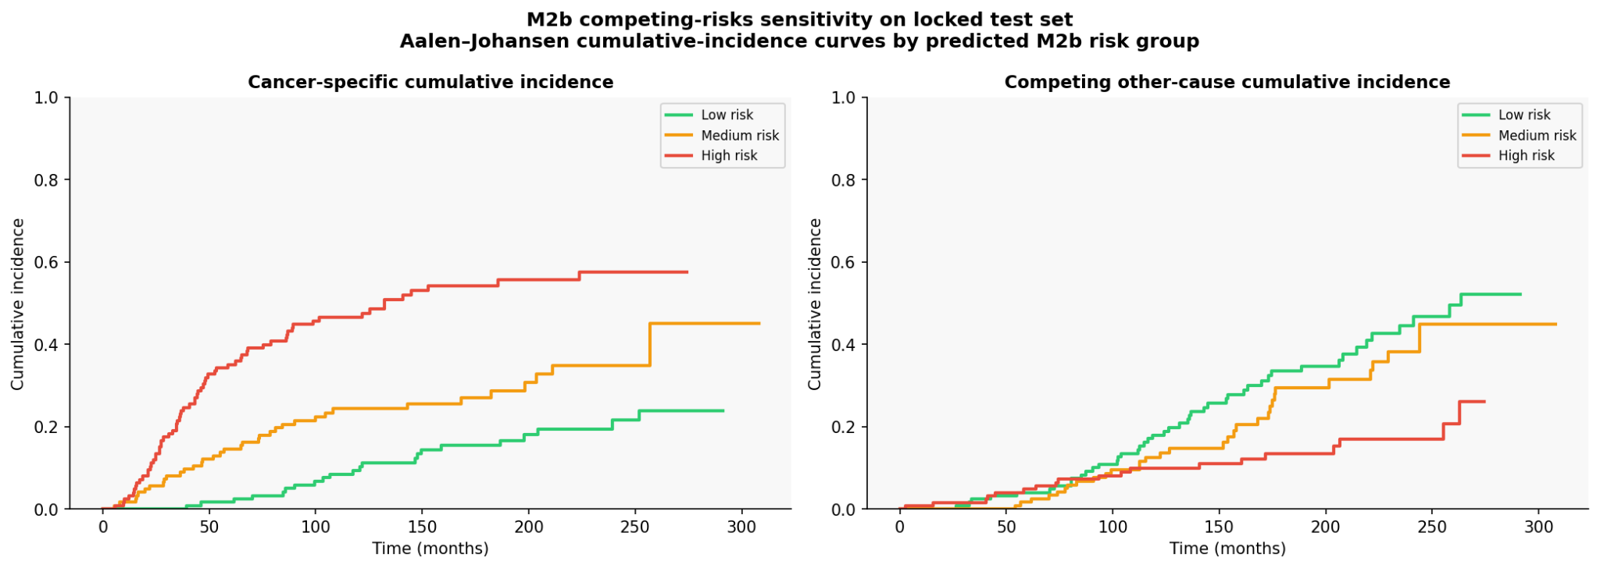 M2b competing-risks sensitivity on locked test set
Aalen–Johansen cumulative-incidence curves by predicted M2b risk group
Cancer-specific cumulative incidence
1.0
0.8
0.6
0.4
0.2
0.0
Cumulative incidence
0 50 100 150 200 250 300
Time (months)
Low risk
Medium risk
High risk
Competing other-cause cumulative incidence
1.0
0.8
0.6
0.4
0.2
0.0
Cumulative incidence
0 50 100 150 200 250 300
Time (months)
Low risk
Medium risk
High risk